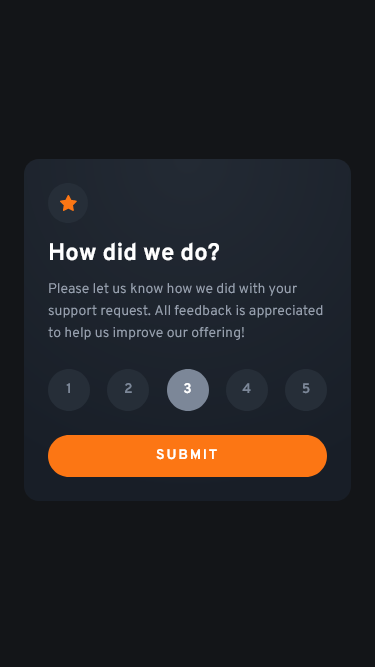 How did we do?
Please let us know how we did with your
support request. All feedback is appreciated
to help us improve our offering!
1 2 3 4 5
SUBMIT